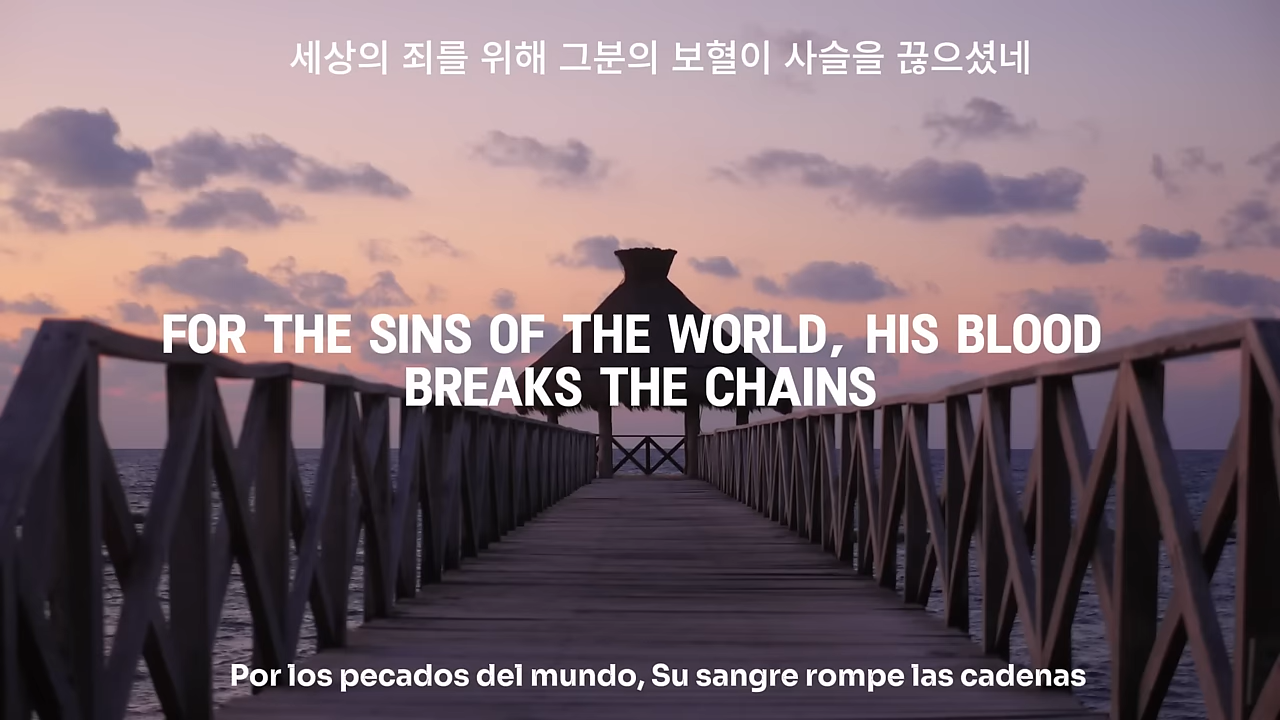 세상의 죄를 위해 그분의 보혈이 사슬을 끊으셨네
FOR THE SINS OF THE WORLD, HIS BLOOD
BREAKS THE CHAINS
Por los pecados del mundo, Su sangre rompe las cadenas